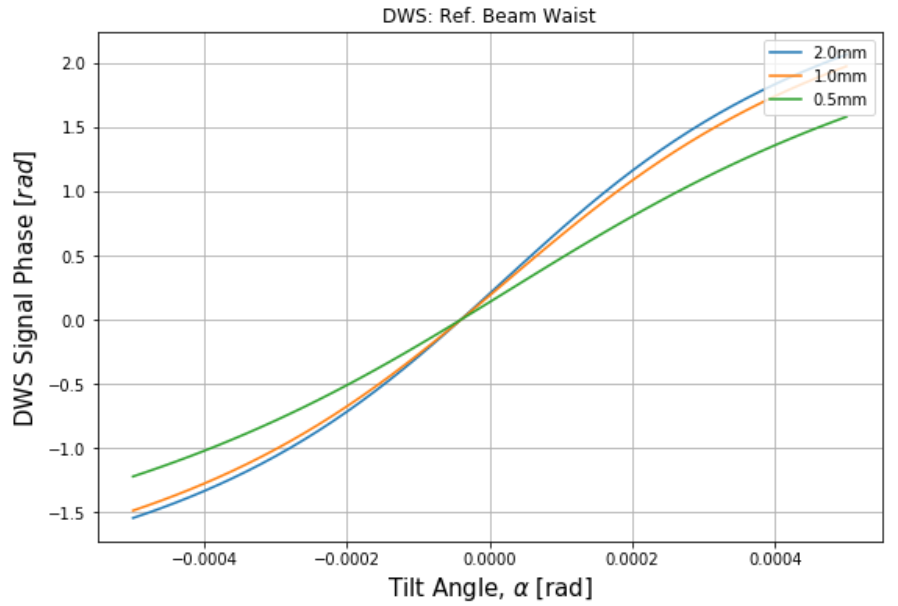 DWS: Ref. Beam Waist
2.0mm
1.0mm
0.5mm
DWS Signal Phase [rad]
2.0
1.5
1.0
0.5
0.0
−0.5
−1.0
−1.5
−0.0004 −0.0002 0.0000 0.0002 0.0004
Tilt Angle, α [rad]